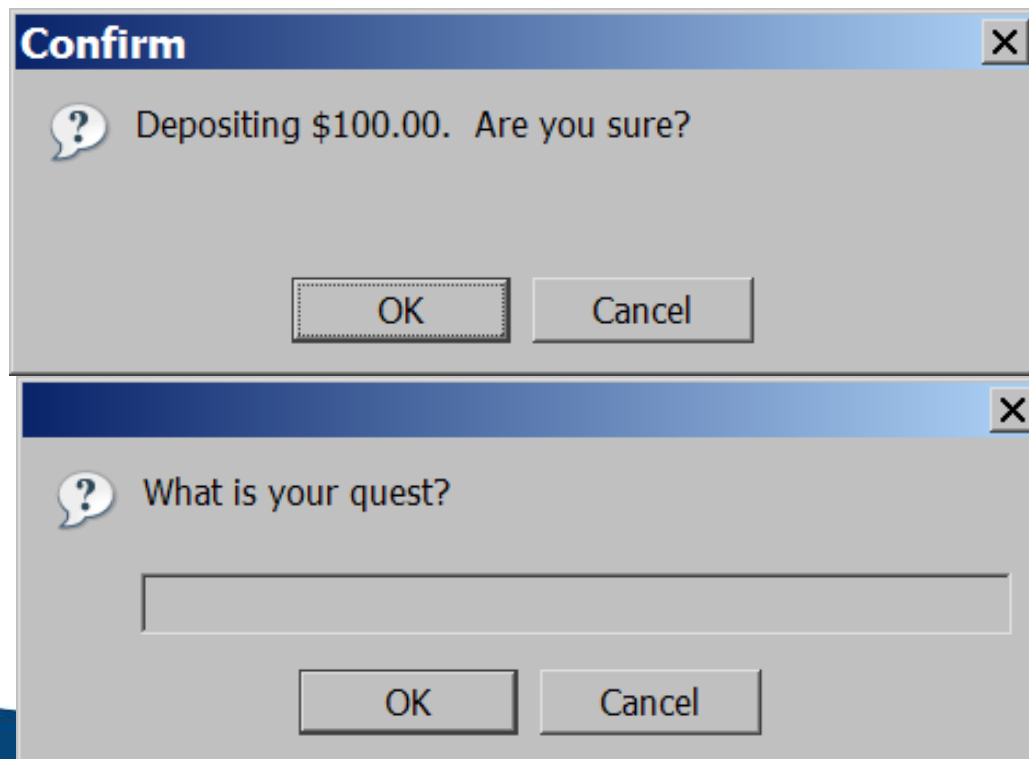 Confirm
Depositing $100.00.  Are you sure?
OK Cancel
What is your quest?
OK Cancel